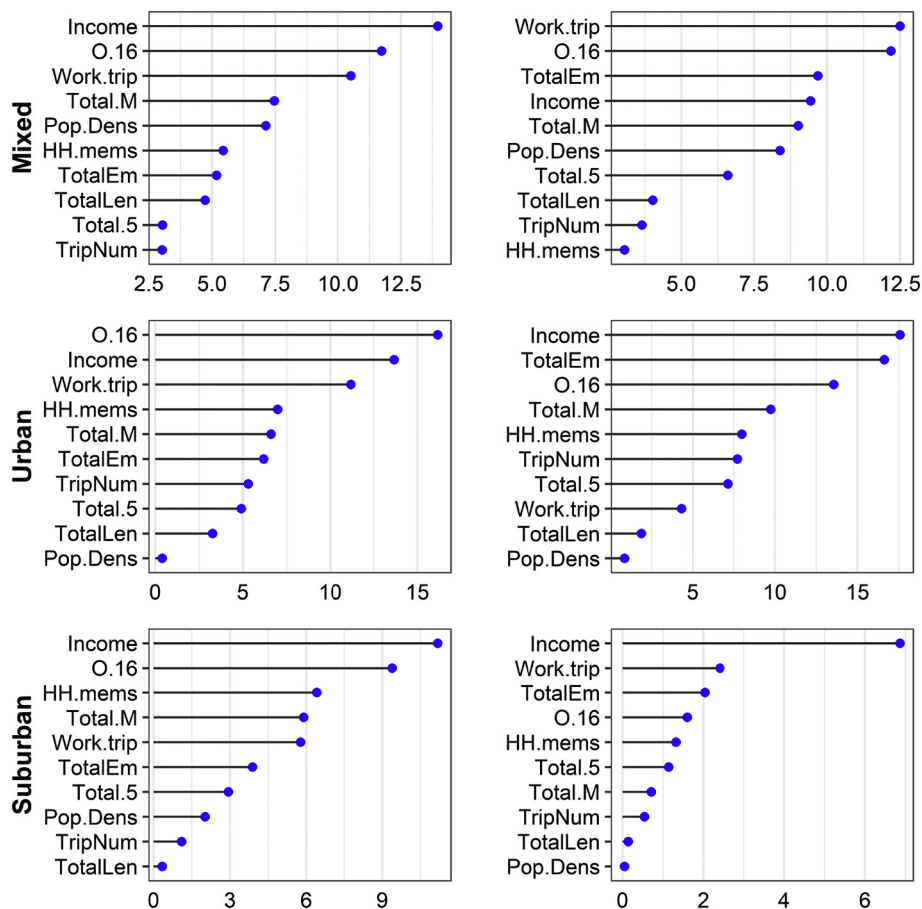 Mixed
Income
O.16
Work.trip
Total.M
Pop.Dens
HH.mems
TotalEm
TotalLen
Total.5
TripNum
2.5 5.0 7.5 10.0 12.5
Work.trip
O.16
TotalEm
Income
Total.M
Pop.Dens
Total.5
TotalLen
TripNum
HH.mems
5.0 7.5 10.0 12.5
Urban
O.16
Income
Work.trip
HH.mems
Total.M
TotalEm
TripNum
Total.5
TotalLen
Pop.Dens
0 5 10 15
Income
TotalEm
O.16
Total.M
HH.mems
TripNum
Total.5
Work.trip
TotalLen
Pop.Dens
5 10 15
Suburban
Income
O.16
HH.mems
Total.M
Work.trip
TotalEm
Total.5
Pop.Dens
TripNum
TotalLen
0 3 6 9
Income
Work.trip
TotalEm
O.16
HH.mems
Total.5
Total.M
TripNum
TotalLen
Pop.Dens
0 2 4 6